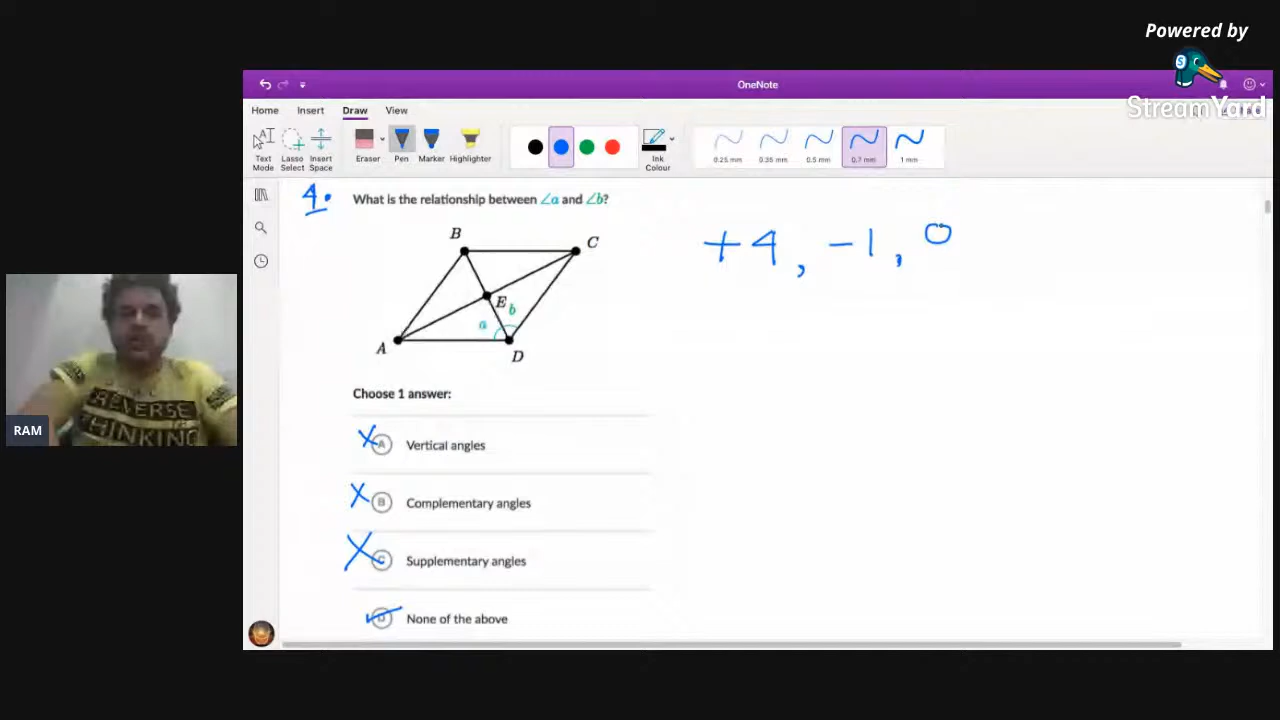 Powered by
StreamYard
OneNote
Home Insert Draw View
Text Mode
Lasso Select
Insert Space
Eraser
Pen
Marker
Highlighter
Ink Colour
0.25 mm
0.35 mm
0.5 mm
0.7 mm
1 mm
4.
What is the relationship between ∠a and ∠b?
+4, -1, 0
B
C
E
b
a
A
D
Choose 1 answer:
A Vertical angles
B Complementary angles
C Supplementary angles
D None of the above
REVERSE
THINKING
RAM